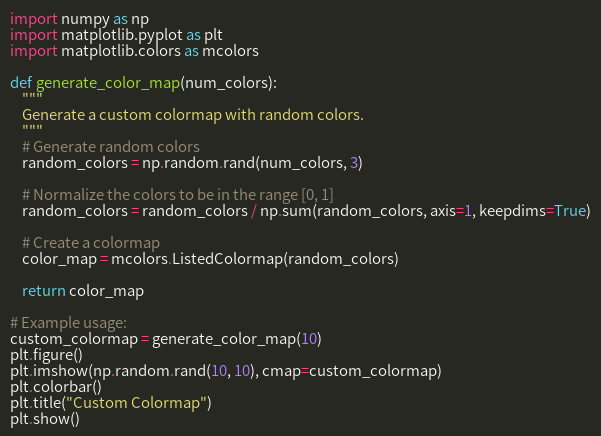 import numpy as np
import matplotlib.pyplot as plt
import matplotlib.colors as mcolors

def generate_color_map(num_colors):
    """
    Generate a custom colormap with random colors.
    """
    # Generate random colors
    random_colors = np.random.rand(num_colors, 3)

    # Normalize the colors to be in the range [0, 1]
    random_colors = random_colors / np.sum(random_colors, axis=1, keepdims=True)

    # Create a colormap
    color_map = mcolors.ListedColormap(random_colors)

    return color_map

# Example usage:
custom_colormap = generate_color_map(10)
plt.figure()
plt.imshow(np.random.rand(10, 10), cmap=custom_colormap)
plt.colorbar()
plt.title("Custom Colormap")
plt.show()